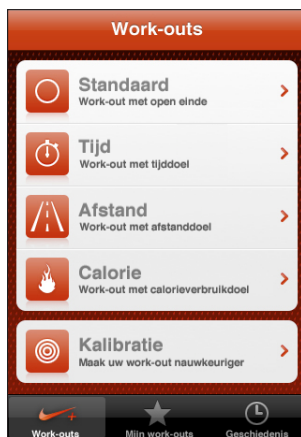 Work-outs
Standaard
Work-out met open einde
Tijd
Work-out met tijddoel
Afstand
Work-out met afstanddoel
Calorie
Work-out met calorieverbruikdoel
Kalibratie
Maak uw work-out nauwkeuriger
Work-outs Mijn work-outs Geschiedenis